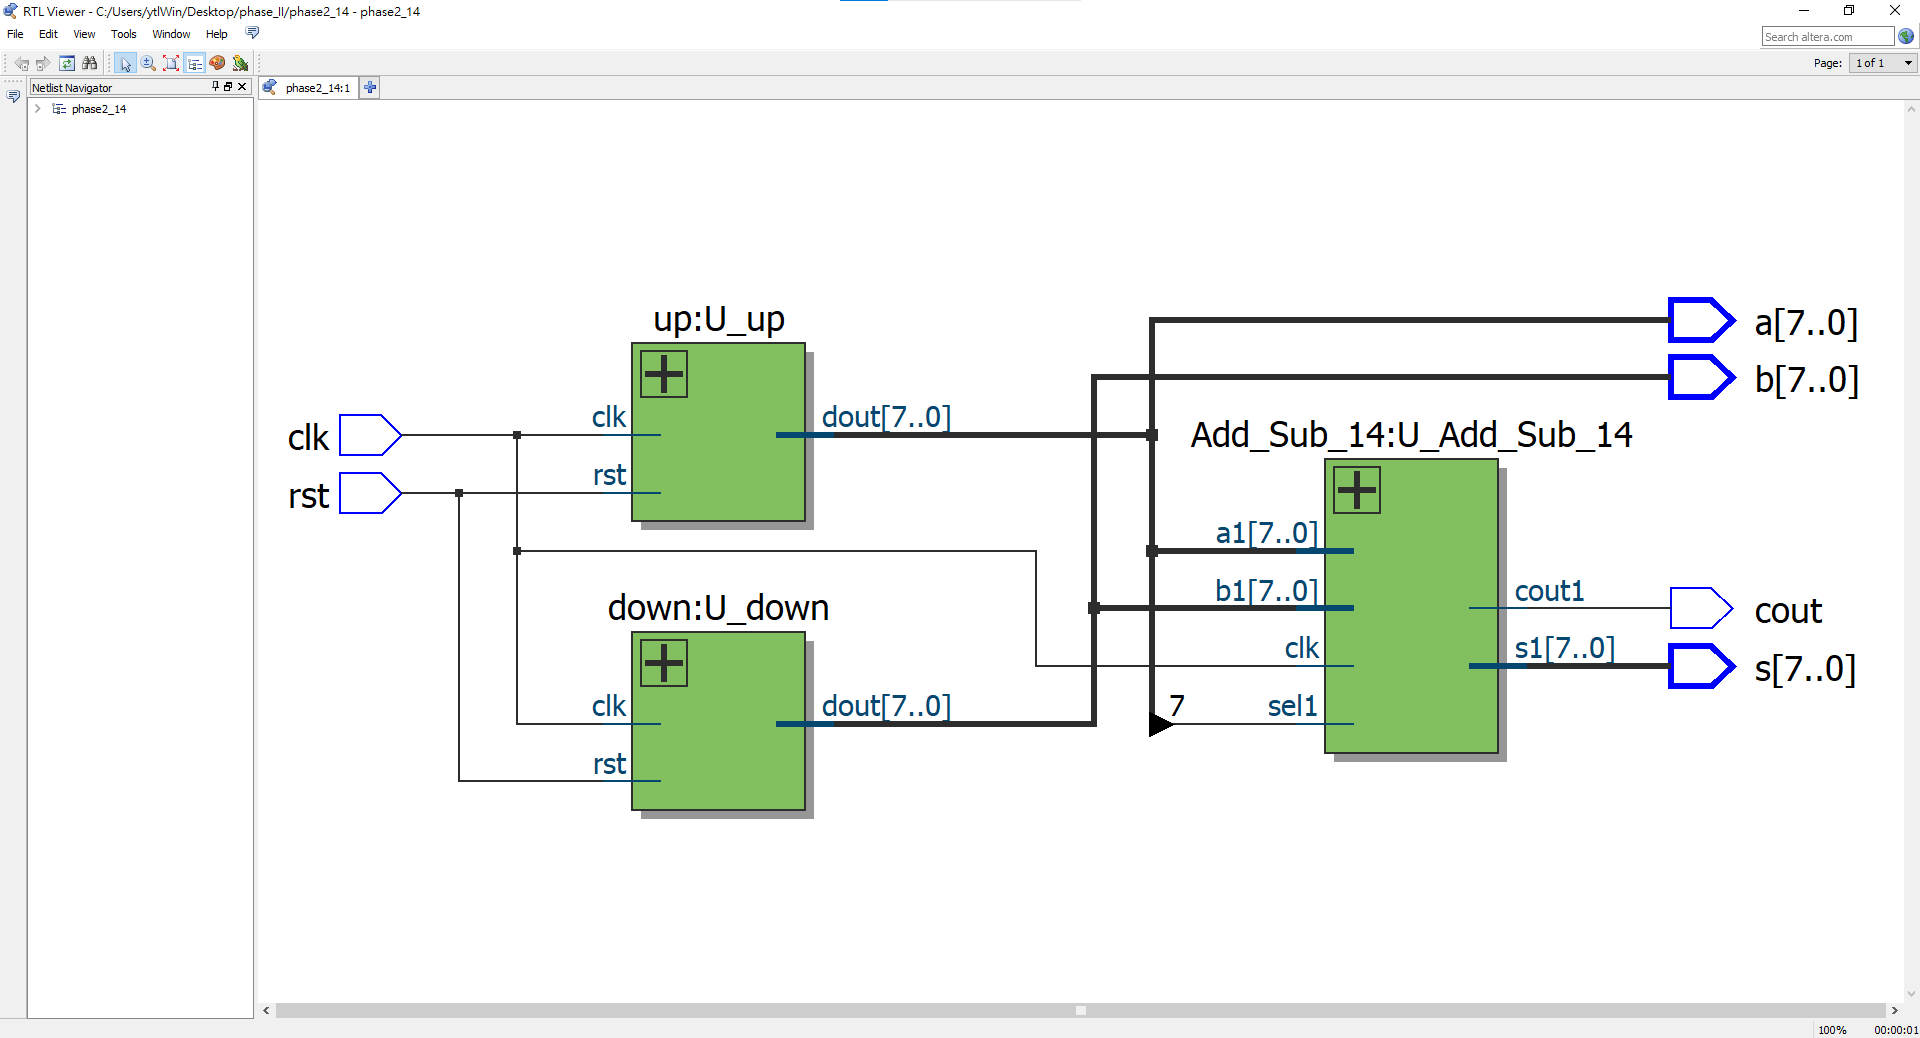 RTL Viewer - C:/Users/ytlWin/Desktop/phase_II/phase2_14 - phase2_14
File Edit View Tools Window Help
Search altera.com
Page: 1 of 1
Netlist Navigator
phase2_14:1
phase2_14
up:U_up
a[7..0]
b[7..0]
clk
clk
dout[7..0]
Add_Sub_14:U_Add_Sub_14
rst
rst
a1[7..0]
b1[7..0]
cout1
cout
down:U_down
clk
s1[7..0]
s[7..0]
clk
dout[7..0]
7
sel1
rst
100%
00:00:01